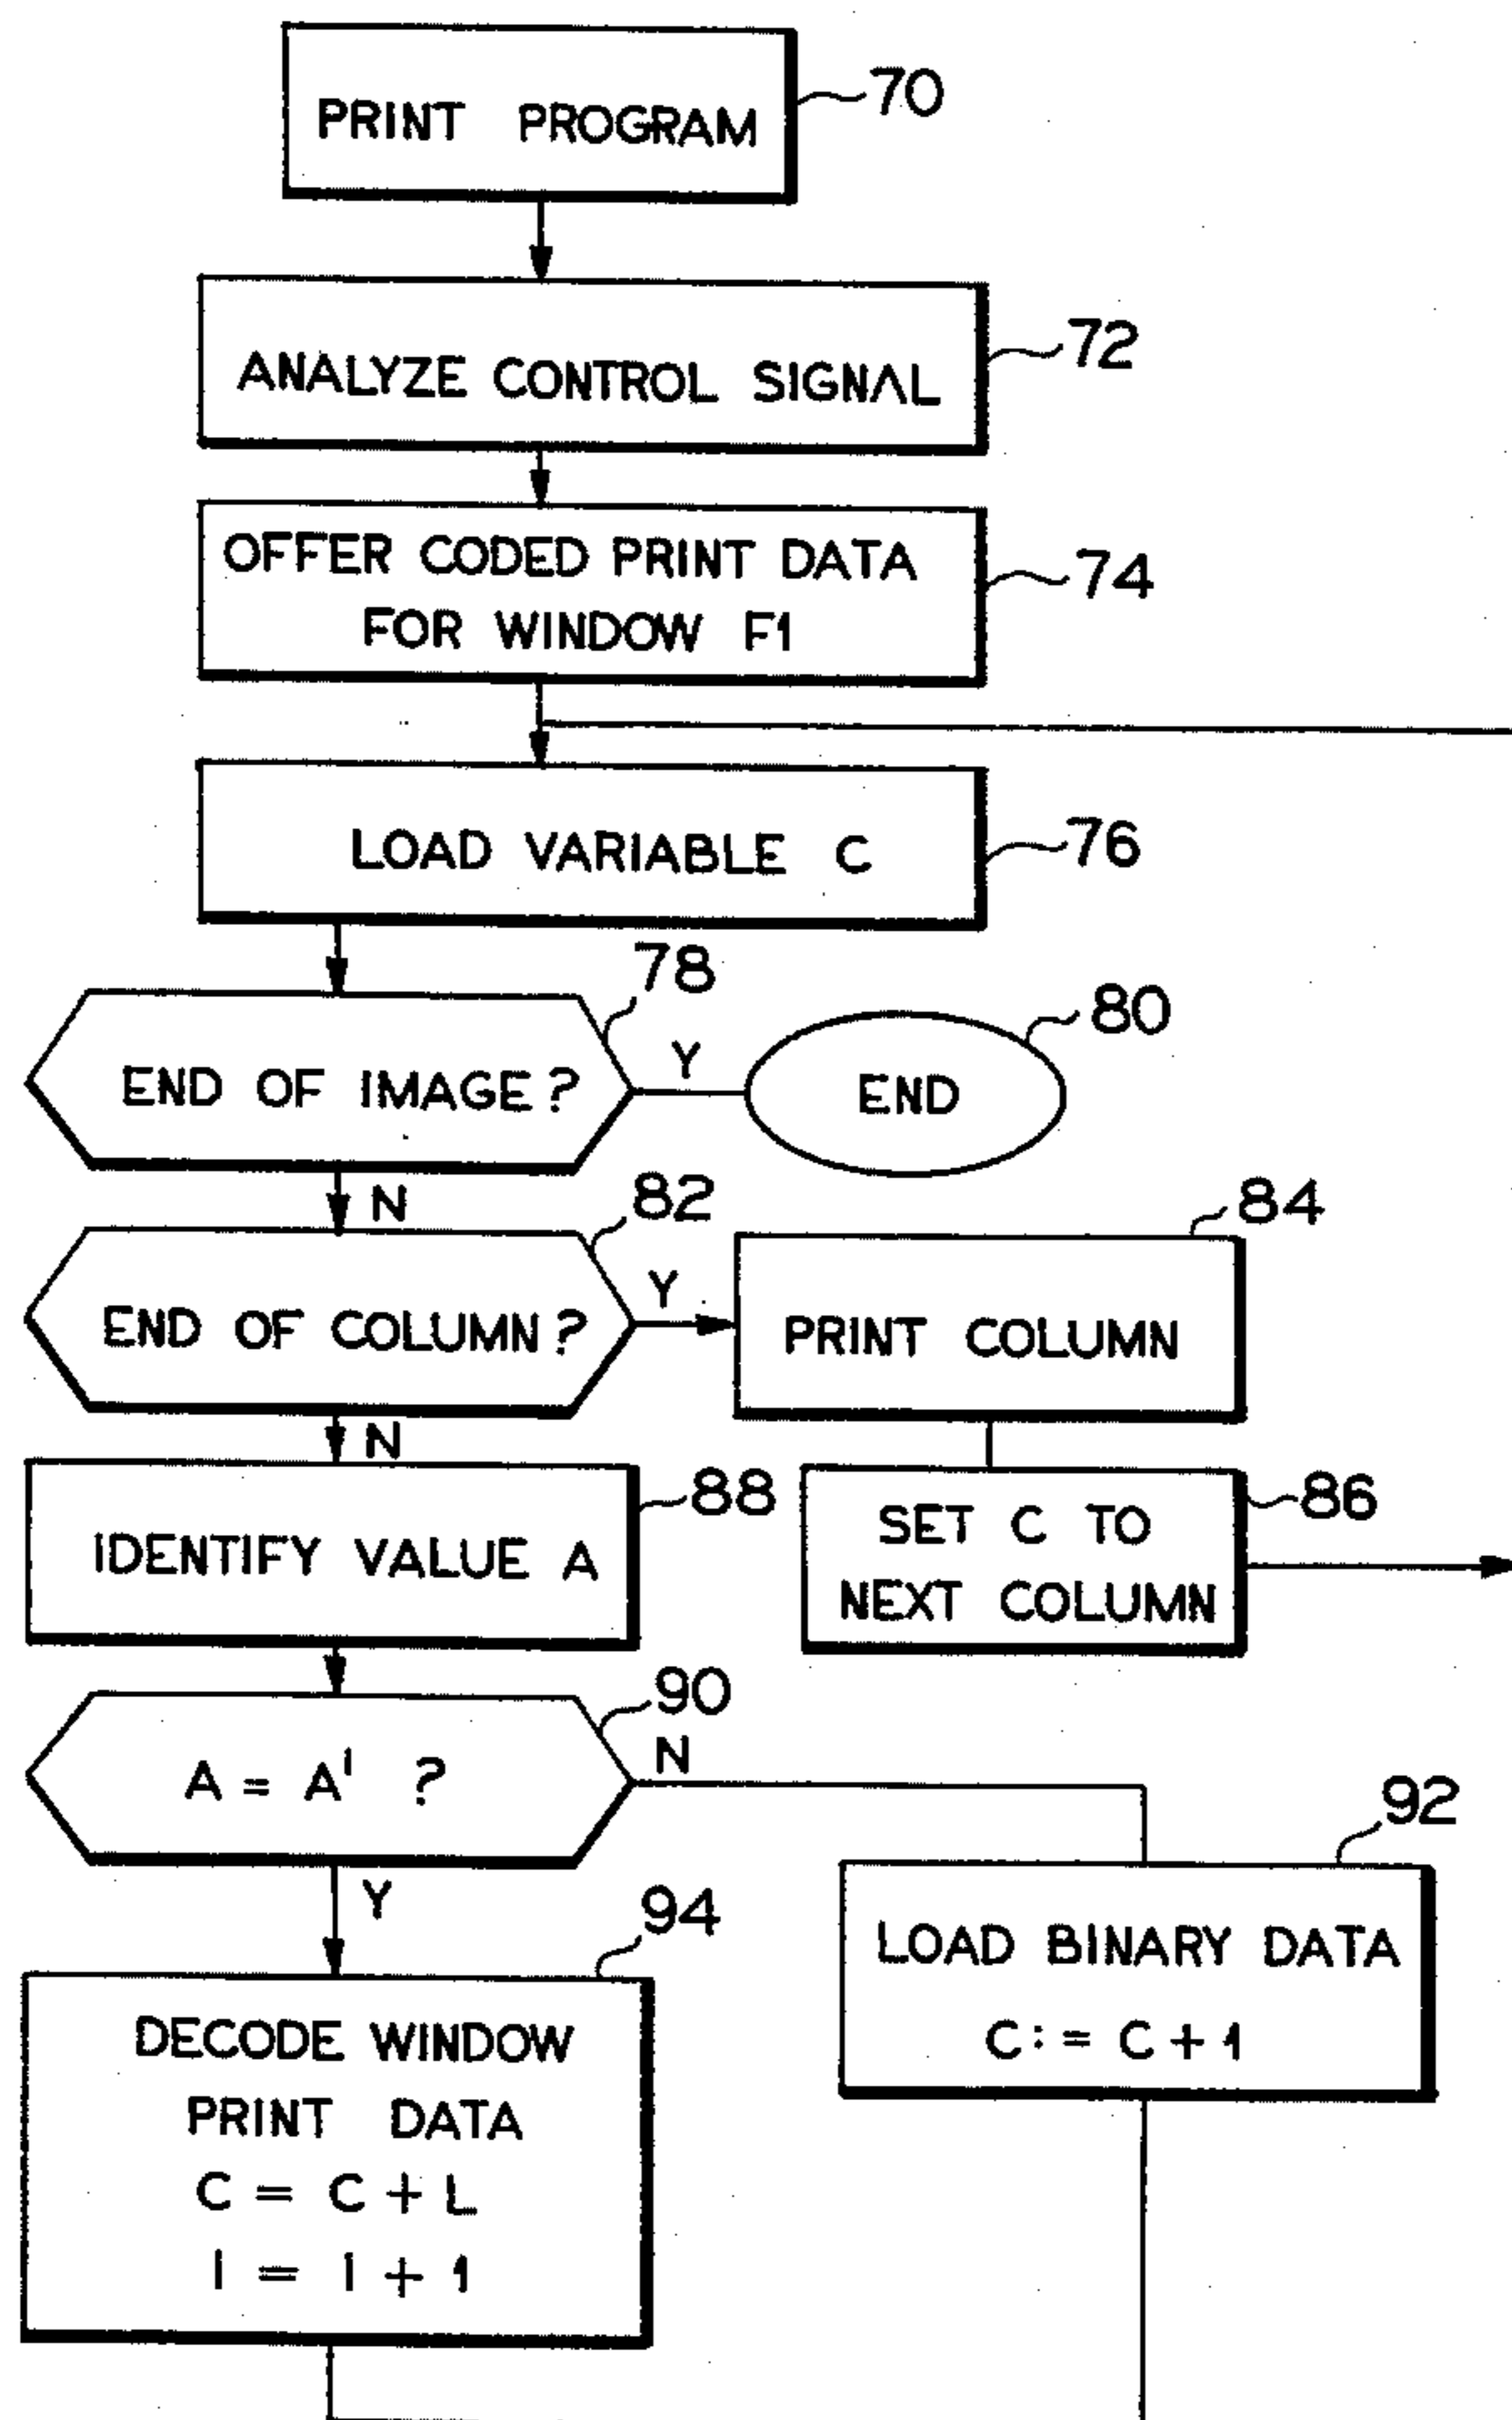 PRINT PROGRAM
70
ANALYZE CONTROL SIGNAL
72
OFFER CODED PRINT DATA
FOR WINDOW F1
74
LOAD VARIABLE C
76
78
END OF IMAGE?
Y
END
80
N
82
END OF COLUMN?
Y
PRINT COLUMN
84
N
IDENTIFY VALUE A
88
SET C TO
NEXT COLUMN
86
90
A = A' ?
N
92
Y
94
LOAD BINARY DATA
C := C + 1
DECODE WINDOW
PRINT DATA
C = C + L
I = I + 1